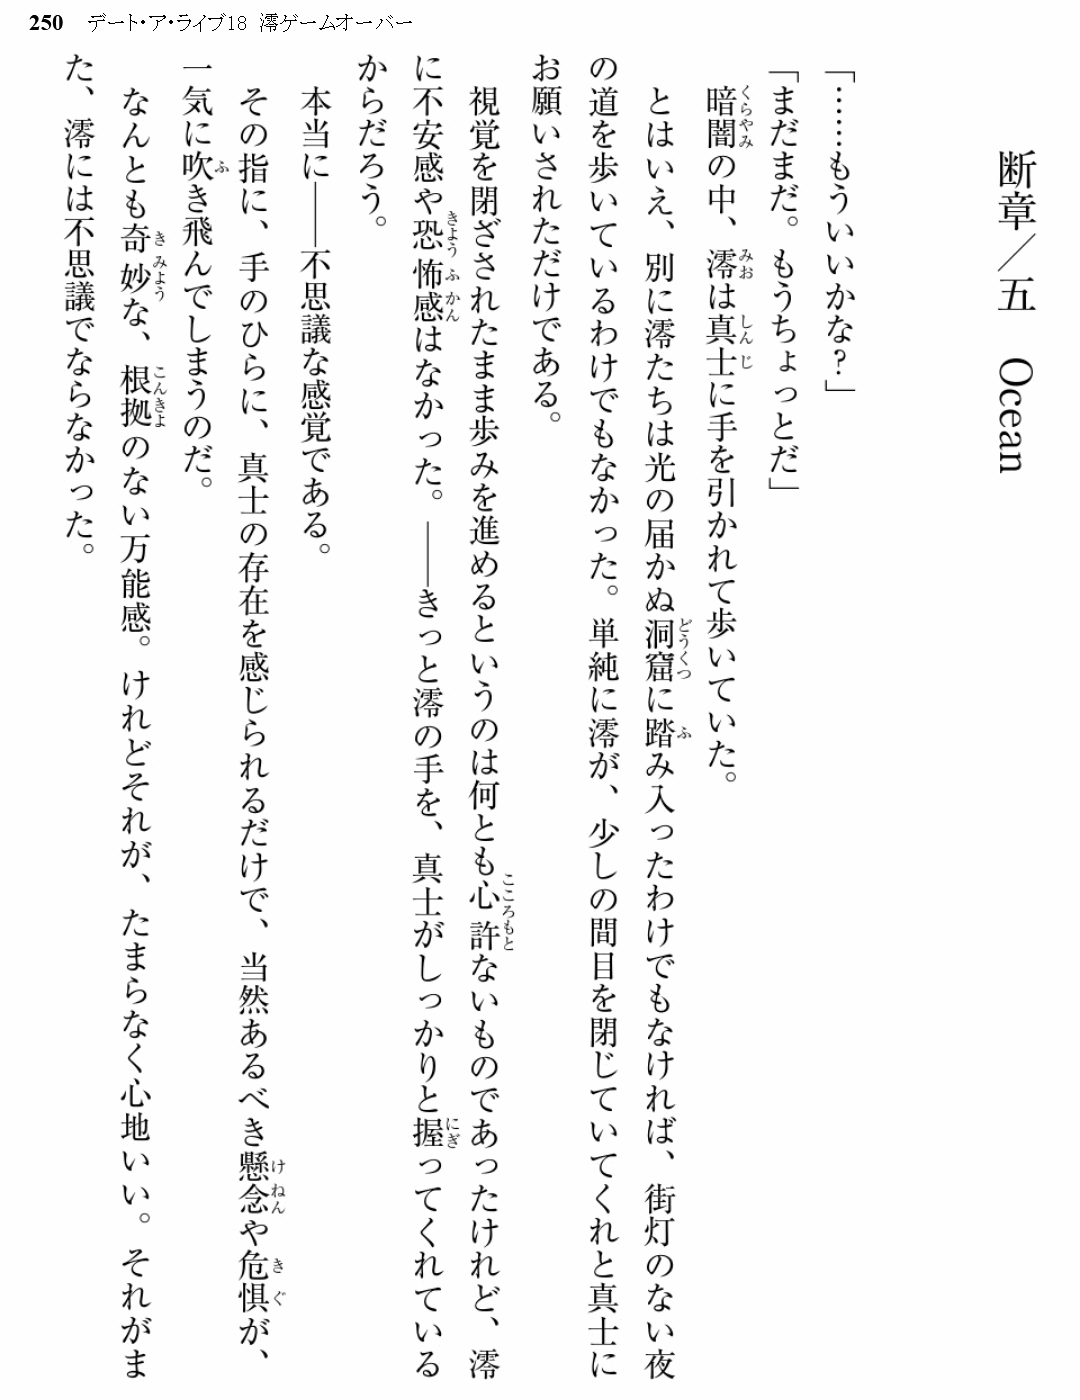 250 デート・ア・ライブ18 澪ゲームオーバー
断章／五　Ocean
「……もういいかな？」
「まだまだ。もうちょっとだ」
暗闇の中、澪は真士に手を引かれて歩いていた。
とはいえ、別に澪たちは光の届かぬ洞窟に踏み入ったわけでもなければ、街灯のない夜
の道を歩いているわけでもなかった。単純に澪が、少しの間目を閉じていてくれと真士に
お願いされただけである。
視覚を閉ざされたまま歩みを進めるというのは何とも心許ないものであったけれど、澪
に不安感や恐怖感はなかった。――きっと澪の手を、真士がしっかりと握ってくれている
からだろう。
本当に――不思議な感覚である。
その指に、手のひらに、真士の存在を感じられるだけで、当然あるべき懸念や危惧が、
一気に吹き飛んでしまうのだ。
なんとも奇妙な、根拠のない万能感。けれどそれが、たまらなく心地いい。それがま
た、澪には不思議でならなかった。